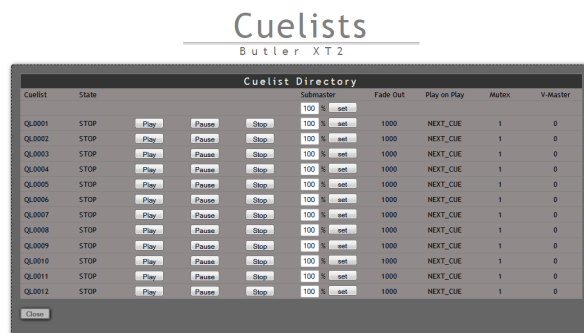 Cuelists
Butler XT2
Cuelist Directory
Cuelist State Submaster Fade Out Play on Play Mutex V-Master
100 % set
QL0001 STOP Play Pause Stop 100 % set 1000 NEXT_CUE 1 0
QL0002 STOP Play Pause Stop 100 % set 1000 NEXT_CUE 1 0
QL0003 STOP Play Pause Stop 100 % set 1000 NEXT_CUE 1 0
QL0004 STOP Play Pause Stop 100 % set 1000 NEXT_CUE 1 0
QL0005 STOP Play Pause Stop 100 % set 1000 NEXT_CUE 1 0
QL0006 STOP Play Pause Stop 100 % set 1000 NEXT_CUE 1 0
QL0007 STOP Play Pause Stop 100 % set 1000 NEXT_CUE 1 0
QL0008 STOP Play Pause Stop 100 % set 1000 NEXT_CUE 1 0
QL0009 STOP Play Pause Stop 100 % set 1000 NEXT_CUE 1 0
QL0010 STOP Play Pause Stop 100 % set 1000 NEXT_CUE 1 0
QL0011 STOP Play Pause Stop 100 % set 1000 NEXT_CUE 1 0
QL0012 STOP Play Pause Stop 100 % set 1000 NEXT_CUE 1 0
Close